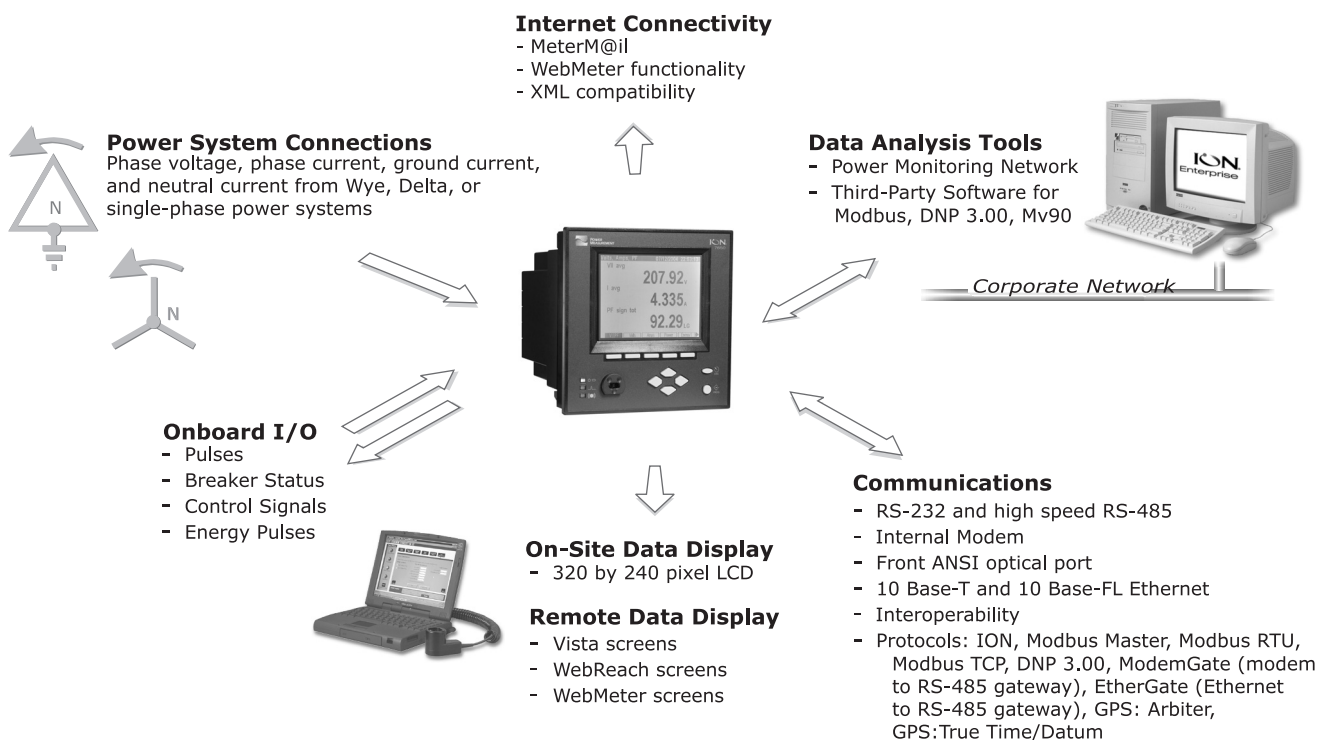 Internet Connectivity
- MeterM@il
- WebMeter functionality
- XML compatibility
Power System Connections
Phase voltage, phase current, ground current,
and neutral current from Wye, Delta, or
single-phase power systems
N
N
Data Analysis Tools
- Power Monitoring Network
- Third-Party Software for
Modbus, DNP 3.00, Mv90
ION
Enterprise
Corporate Network
Power
Measurement
ION
Vll avg
207.92
I avg
4.335
PF sign tot
92.29
Onboard I/O
- Pulses
- Breaker Status
- Control Signals
- Energy Pulses
On-Site Data Display
- 320 by 240 pixel LCD
Remote Data Display
- Vista screens
- WebReach screens
- WebMeter screens
Communications
- RS-232 and high speed RS-485
- Internal Modem
- Front ANSI optical port
- 10 Base-T and 10 Base-FL Ethernet
- Interoperability
- Protocols: ION, Modbus Master, Modbus RTU,
Modbus TCP, DNP 3.00, ModemGate (modem
to RS-485 gateway), EtherGate (Ethernet
to RS-485 gateway), GPS: Arbiter,
GPS:True Time/Datum